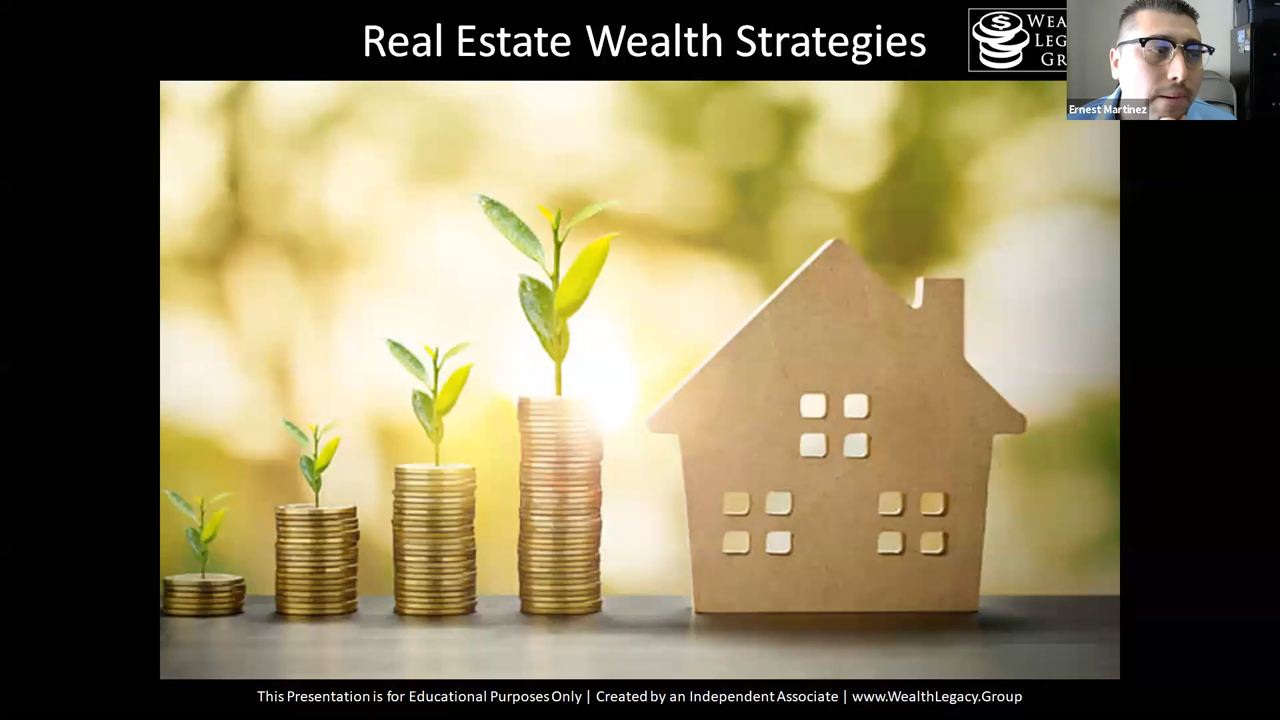 Real Estate Wealth Strategies
Ernest Martinez
This Presentation is for Educational Purposes Only | Created by an Independent Associate | www.WealthLegacy.Group